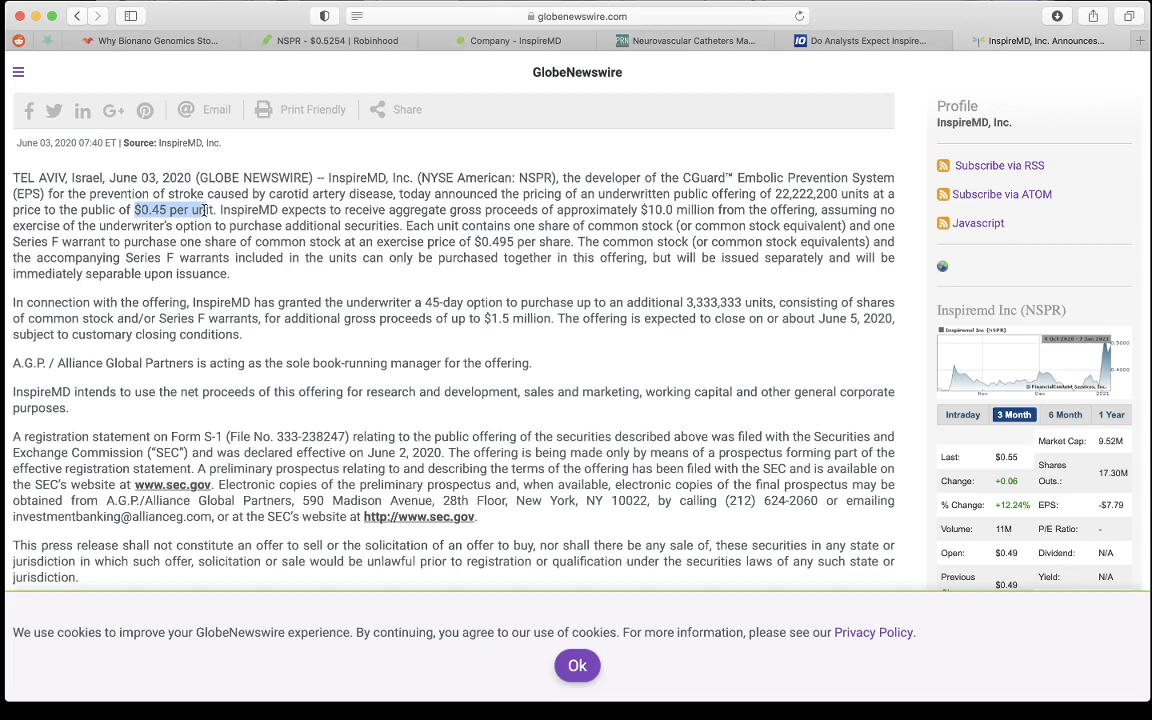 globenewswire.com
Why Bionano Genomics Sto...
NSPR - $0.5254 | Robinhood
Company - InspireMD
PRN
Neurovascular Catheters Ma...
IO
Do Analysts Expect Inspire...
InspireMD, Inc. Announces...
GlobeNewswire
Email
Print Friendly
Share
June 03, 2020 07:40 ET | Source: InspireMD, Inc.
TEL AVIV, Israel, June 03, 2020 (GLOBE NEWSWIRE) -- InspireMD, Inc. (NYSE American: NSPR), the developer of the CGuard™ Embolic Prevention System
(EPS) for the prevention of stroke caused by carotid artery disease, today announced the pricing of an underwritten public offering of 22,222,200 units at a
price to the public of $0.45 per unit. InspireMD expects to receive aggregate gross proceeds of approximately $10.0 million from the offering, assuming no
exercise of the underwriter's option to purchase additional securities. Each unit contains one share of common stock (or common stock equivalent) and one
Series F warrant to purchase one share of common stock at an exercise price of $0.495 per share. The common stock (or common stock equivalents) and
the accompanying Series F warrants included in the units can only be purchased together in this offering, but will be issued separately and will be
immediately separable upon issuance.
In connection with the offering, InspireMD has granted the underwriter a 45-day option to purchase up to an additional 3,333,333 units, consisting of shares
of common stock and/or Series F warrants, for additional gross proceeds of up to $1.5 million. The offering is expected to close on or about June 5, 2020,
subject to customary closing conditions.
A.G.P. / Alliance Global Partners is acting as the sole book-running manager for the offering.
InspireMD intends to use the net proceeds of this offering for research and development, sales and marketing, working capital and other general corporate
purposes.
A registration statement on Form S-1 (File No. 333-238247) relating to the public offering of the securities described above was filed with the Securities and
Exchange Commission (“SEC”) and was declared effective on June 2, 2020. The offering is being made only by means of a prospectus forming part of the
effective registration statement. A preliminary prospectus relating to and describing the terms of the offering has been filed with the SEC and is available on
the SEC's website at www.sec.gov. Electronic copies of the preliminary prospectus and, when available, electronic copies of the final prospectus may be
obtained from A.G.P./Alliance Global Partners, 590 Madison Avenue, 28th Floor, New York, NY 10022, by calling (212) 624-2060 or emailing
investmentbanking@allianceg.com, or at the SEC's website at http://www.sec.gov.
This press release shall not constitute an offer to sell or the solicitation of an offer to buy, nor shall there be any sale of, these securities in any state or
jurisdiction in which such offer, solicitation or sale would be unlawful prior to registration or qualification under the securities laws of any such state or
jurisdiction.
Profile
InspireMD, Inc.
Subscribe via RSS
Subscribe via ATOM
Javascript
Inspiremd Inc (NSPR)
Inspiremd Inc (NSPR)
4 Oct 2020 - 7 Jan 2021
0.5000
0.4000
© FinancialContent Services, Inc.
Nov Dec 2021
Intraday 3 Month 6 Month 1 Year
Market Cap: 9.52M
Last: $0.55
Shares Outs.: 17.30M
Change: +0.06
% Change: +12.24% EPS: -$7.79
Volume: 11M P/E Ratio: -
Open: $0.49 Dividend: N/A
Previous $0.49 Yield: N/A
We use cookies to improve your GlobeNewswire experience. By continuing, you agree to our use of cookies. For more information, please see our Privacy Policy.
Ok